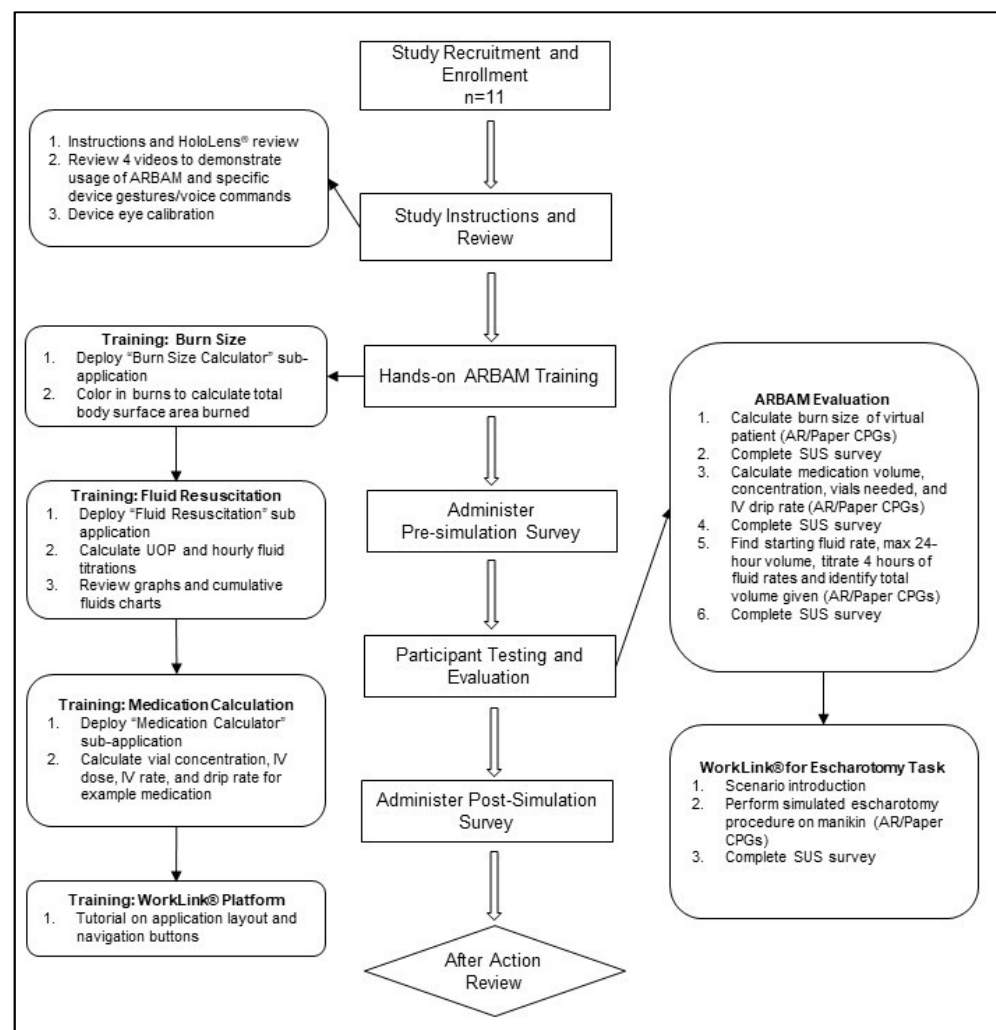 Study Recruitment and
Enrollment
n=11
1. Instructions and HoloLens® review
2. Review 4 videos to demonstrate
usage of ARBAM and specific
device gestures/voice commands
3. Device eye calibration
Study Instructions and
Review
Hands-on ARBAM Training
Training: Burn Size
1. Deploy “Burn Size Calculator” sub-
application
2. Color in burns to calculate total
body surface area burned
Training: Fluid Resuscitation
1. Deploy “Fluid Resuscitation” sub
application
2. Calculate UOP and hourly fluid
titrations
3. Review graphs and cumulative
fluids charts
Training: Medication Calculation
1. Deploy “Medication Calculator”
sub-application
2. Calculate vial concentration, IV
dose, IV rate, and drip rate for
example medication
Training: WorkLink® Platform
1. Tutorial on application layout and
navigation buttons
Administer
Pre-simulation Survey
Participant Testing and
Evaluation
ARBAM Evaluation
1. Calculate burn size of virtual
patient (AR/Paper CPGs)
2. Complete SUS survey
3. Calculate medication volume,
concentration, vials needed, and
IV drip rate (AR/Paper CPGs)
4. Complete SUS survey
5. Find starting fluid rate, max 24-
hour volume, titrate 4 hours of
fluid rates and identify total
volume given (AR/Paper CPGs)
6. Complete SUS survey
WorkLink® for Escharotomy Task
1. Scenario introduction
2. Perform simulated escharotomy
procedure on manikin (AR/Paper
CPGs)
3. Complete SUS survey
Administer Post-Simulation
Survey
After Action
Review